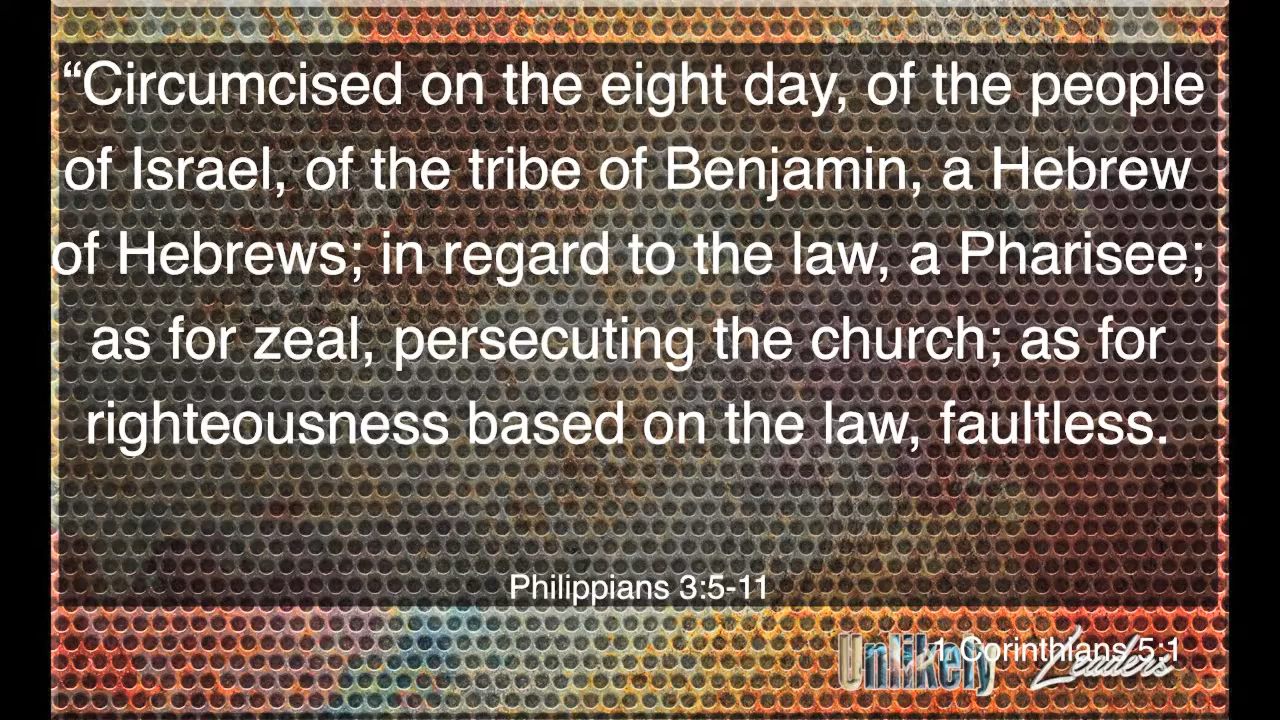 “Circumcised on the eight day, of the people
of Israel, of the tribe of Benjamin, a Hebrew
of Hebrews; in regard to the law, a Pharisee;
as for zeal, persecuting the church; as for
righteousness based on the law, faultless.
Philippians 3:5-11
1 Corinthians 5:1
Unlikely Leaders